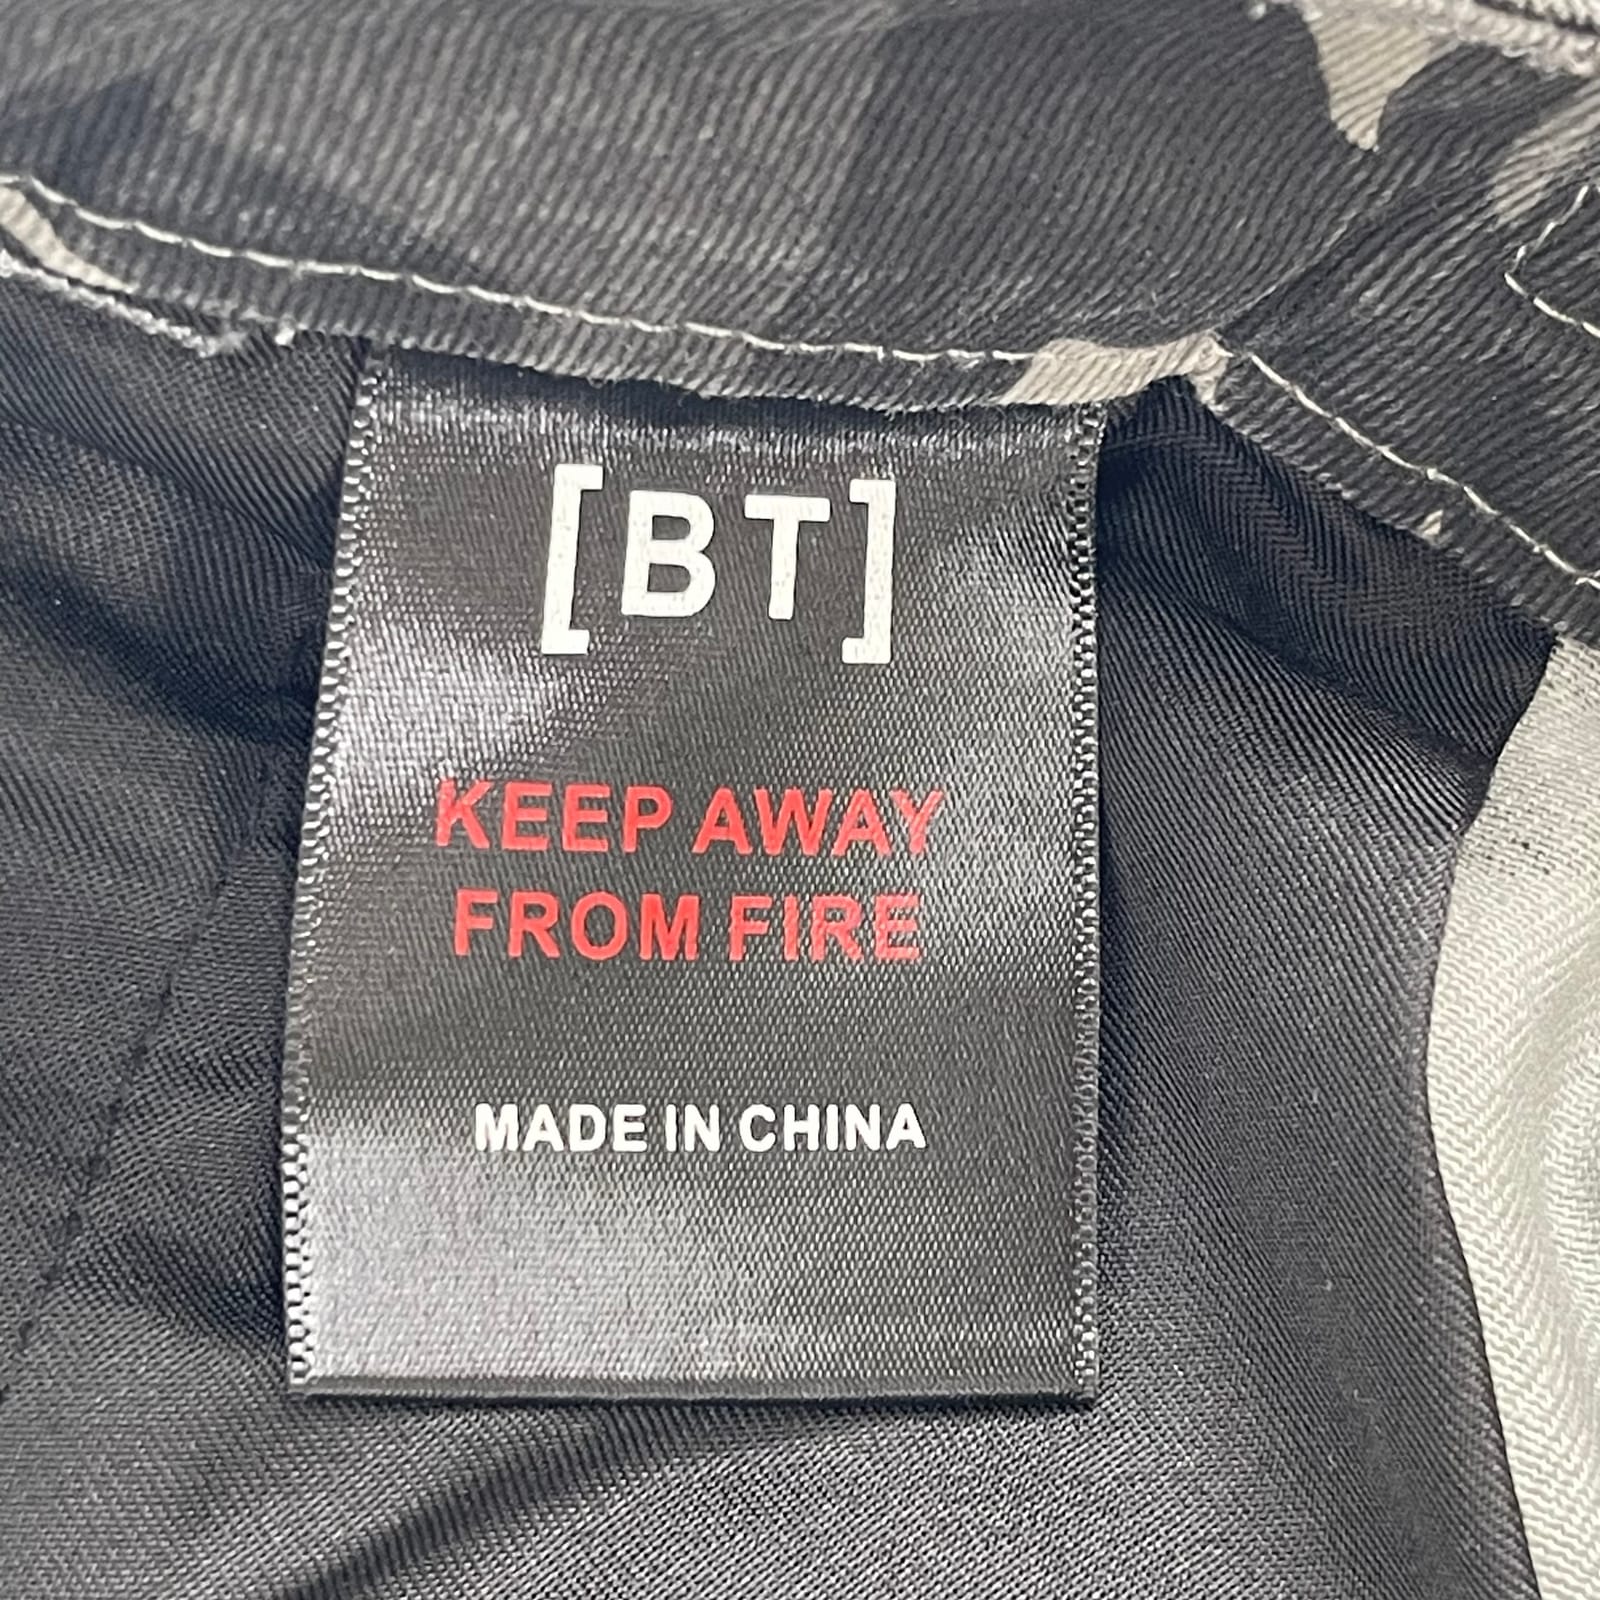 [BT]
KEEP AWAY
FROM FIRE
MADE IN CHINA